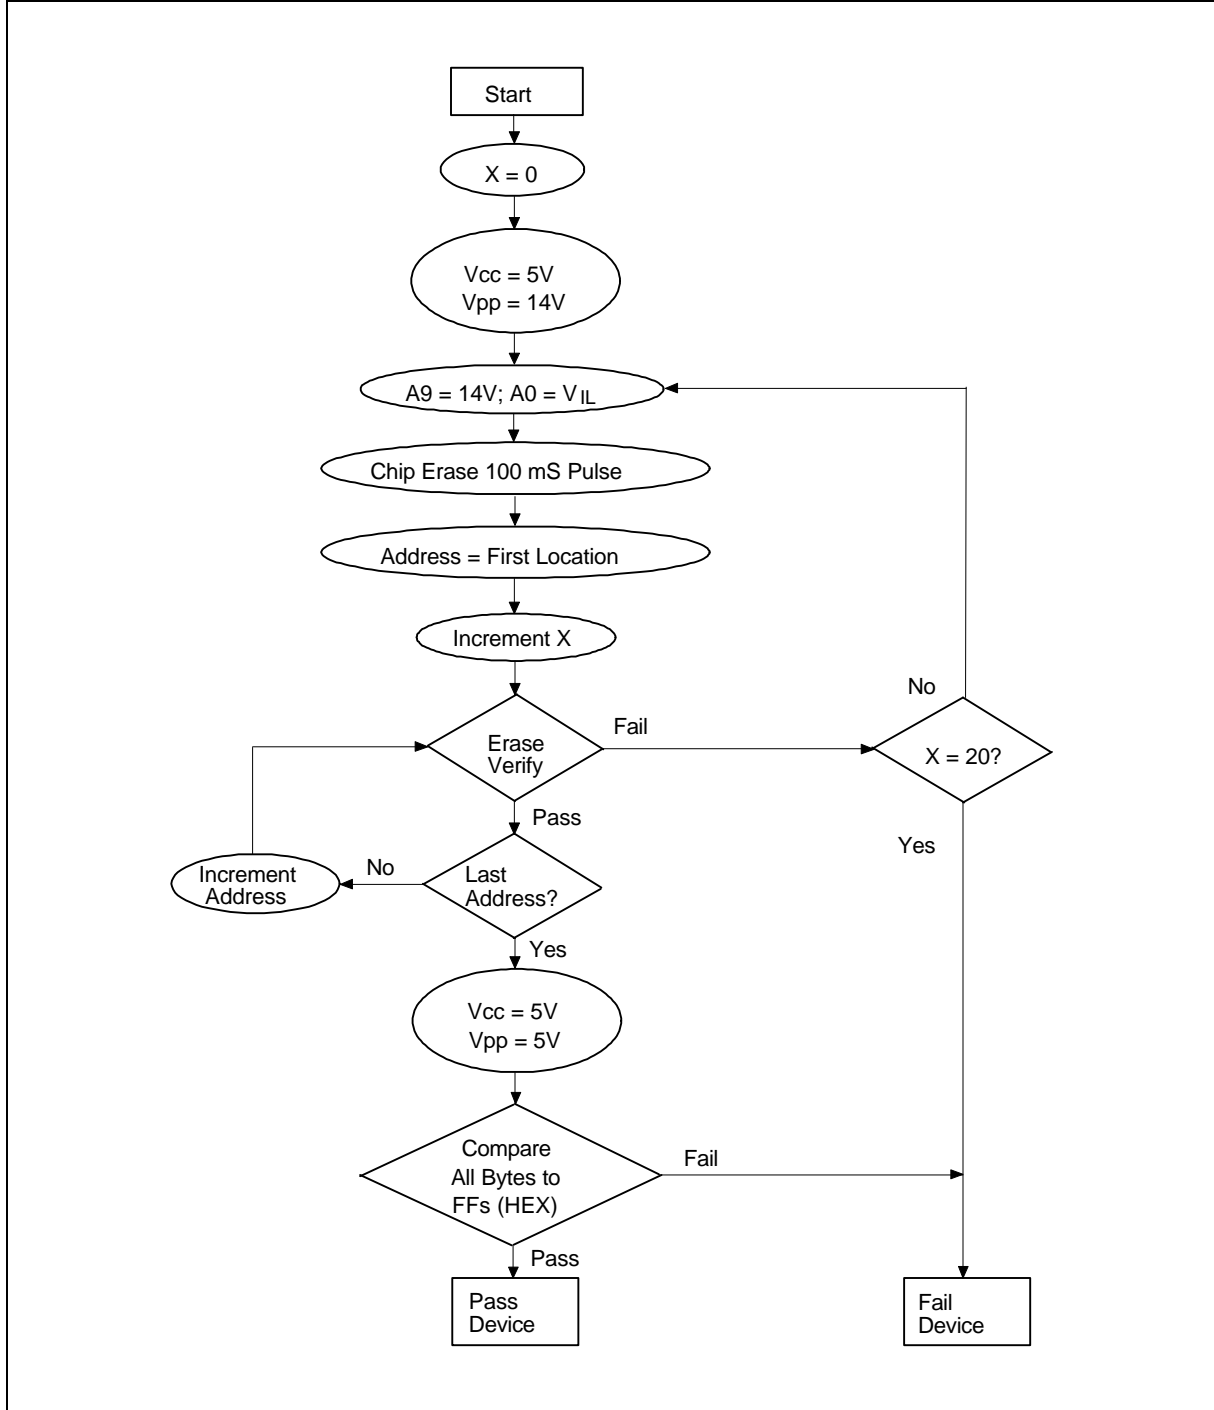 Start
X = 0
Vcc = 5V
Vpp = 14V
A9 = 14V; A0 = VIL
Chip Erase 100 mS Pulse
Address = First Location
Increment X
Erase
Verify
Fail
X = 20?
No
Yes
Pass
Last
Address?
No
Increment
Address
Yes
Vcc = 5V
Vpp = 5V
Compare
All Bytes to
FFs (HEX)
Fail
Pass
Pass
Device
Fail
Device